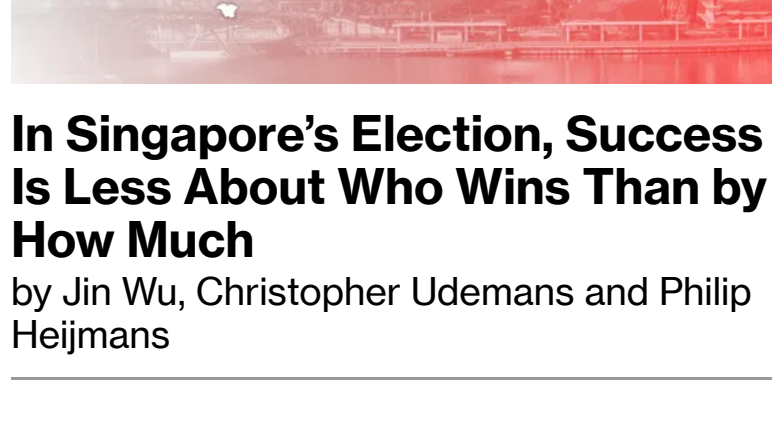 In Singapore’s Election, Success
Is Less About Who Wins Than by
How Much
by Jin Wu, Christopher Udemans and Philip
Heijmans